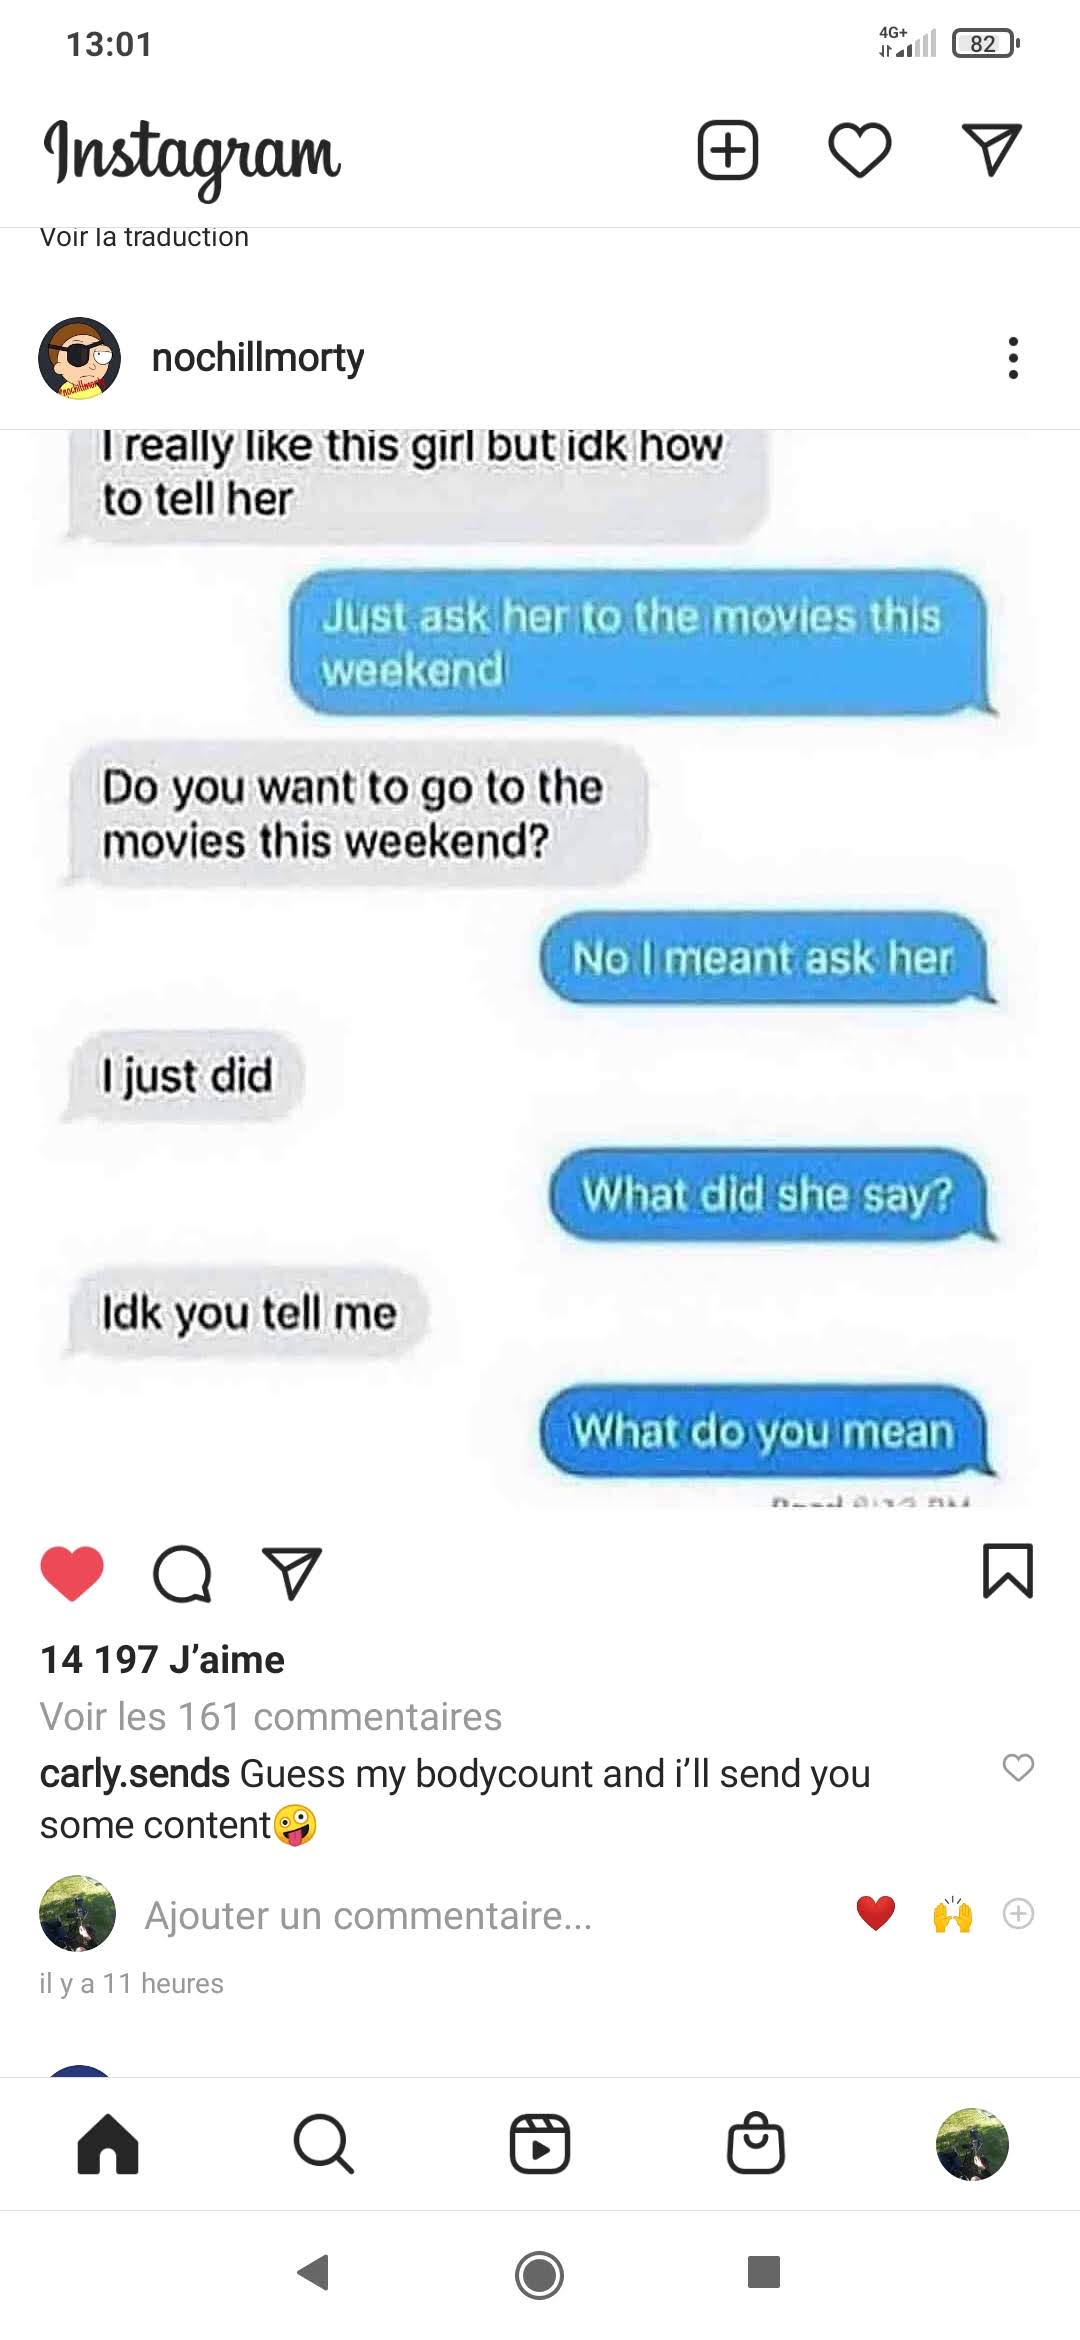 13:01
4G+
82
Instagram
Voir la traduction
nochillmorty
I really like this girl but idk how
to tell her
Just ask her to the movies this
weekend
Do you want to go to the
movies this weekend?
No I meant ask her
I just did
What did she say?
Idk you tell me
What do you mean
14 197 J’aime
Voir les 161 commentaires
carly.sends Guess my bodycount and i’ll send you
some content🤪
Ajouter un commentaire...
il y a 11 heures